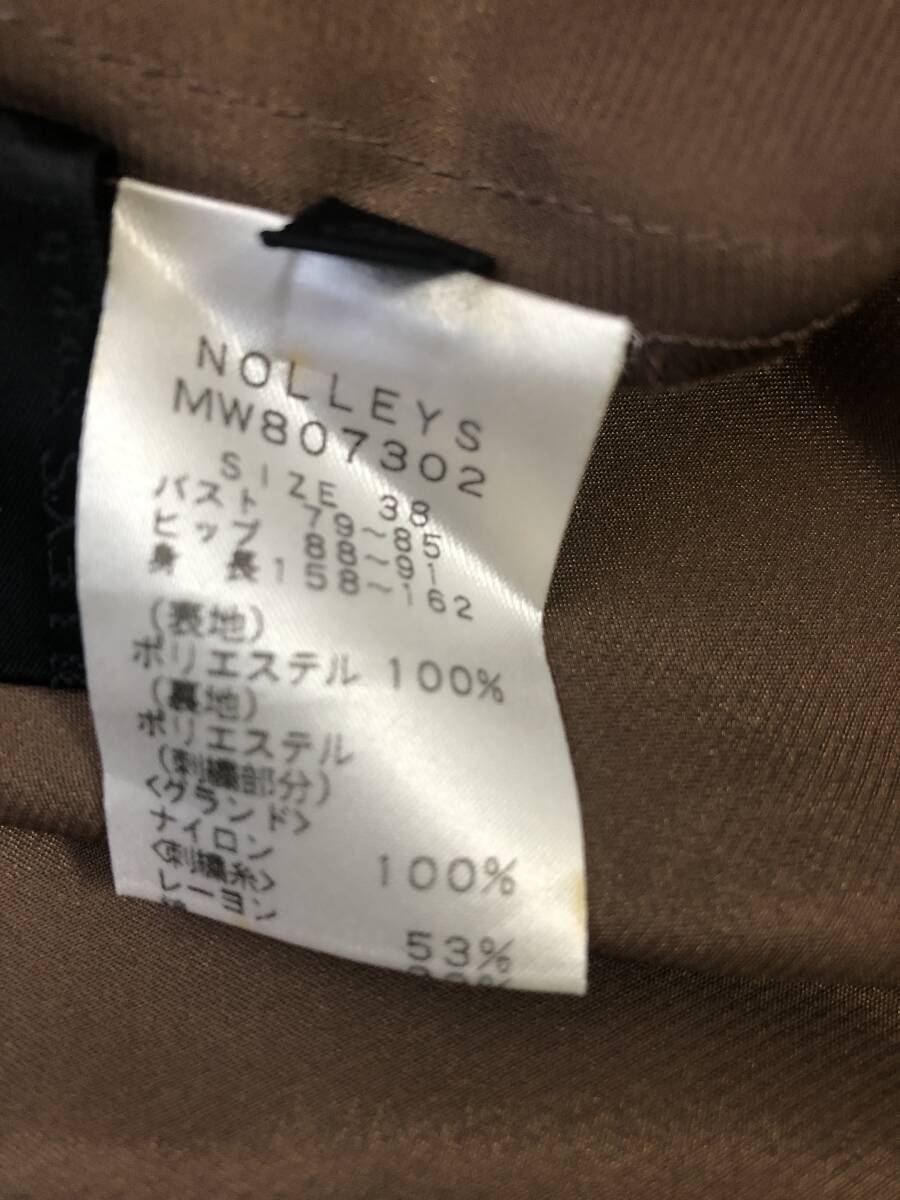 NOLLEYS
MW807302
SIZE 38
バスト 79~85
ヒップ 88~91
身長 158~162
(表地)
ポリエステル 100%
(裏地)
ポリエステル
(刺繍部分)
<グランド>
ナイロン 100%
<刺繍糸>
レーヨン 53%